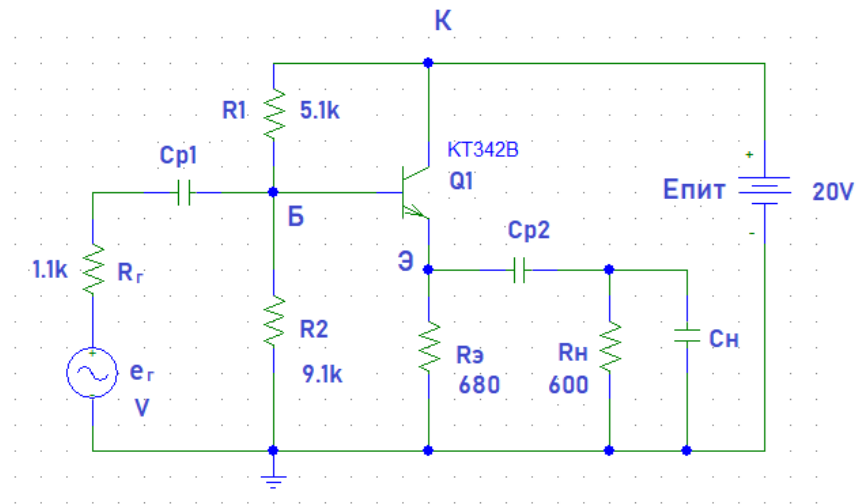 К
R1 5.1k
Ср1
КТ342В
Q1
Б
Епит
+
20V
-
Ср2
Э
1.1k Rг
R2
9.1k
Rэ
680
Rн
600
Сн
+
eг
V